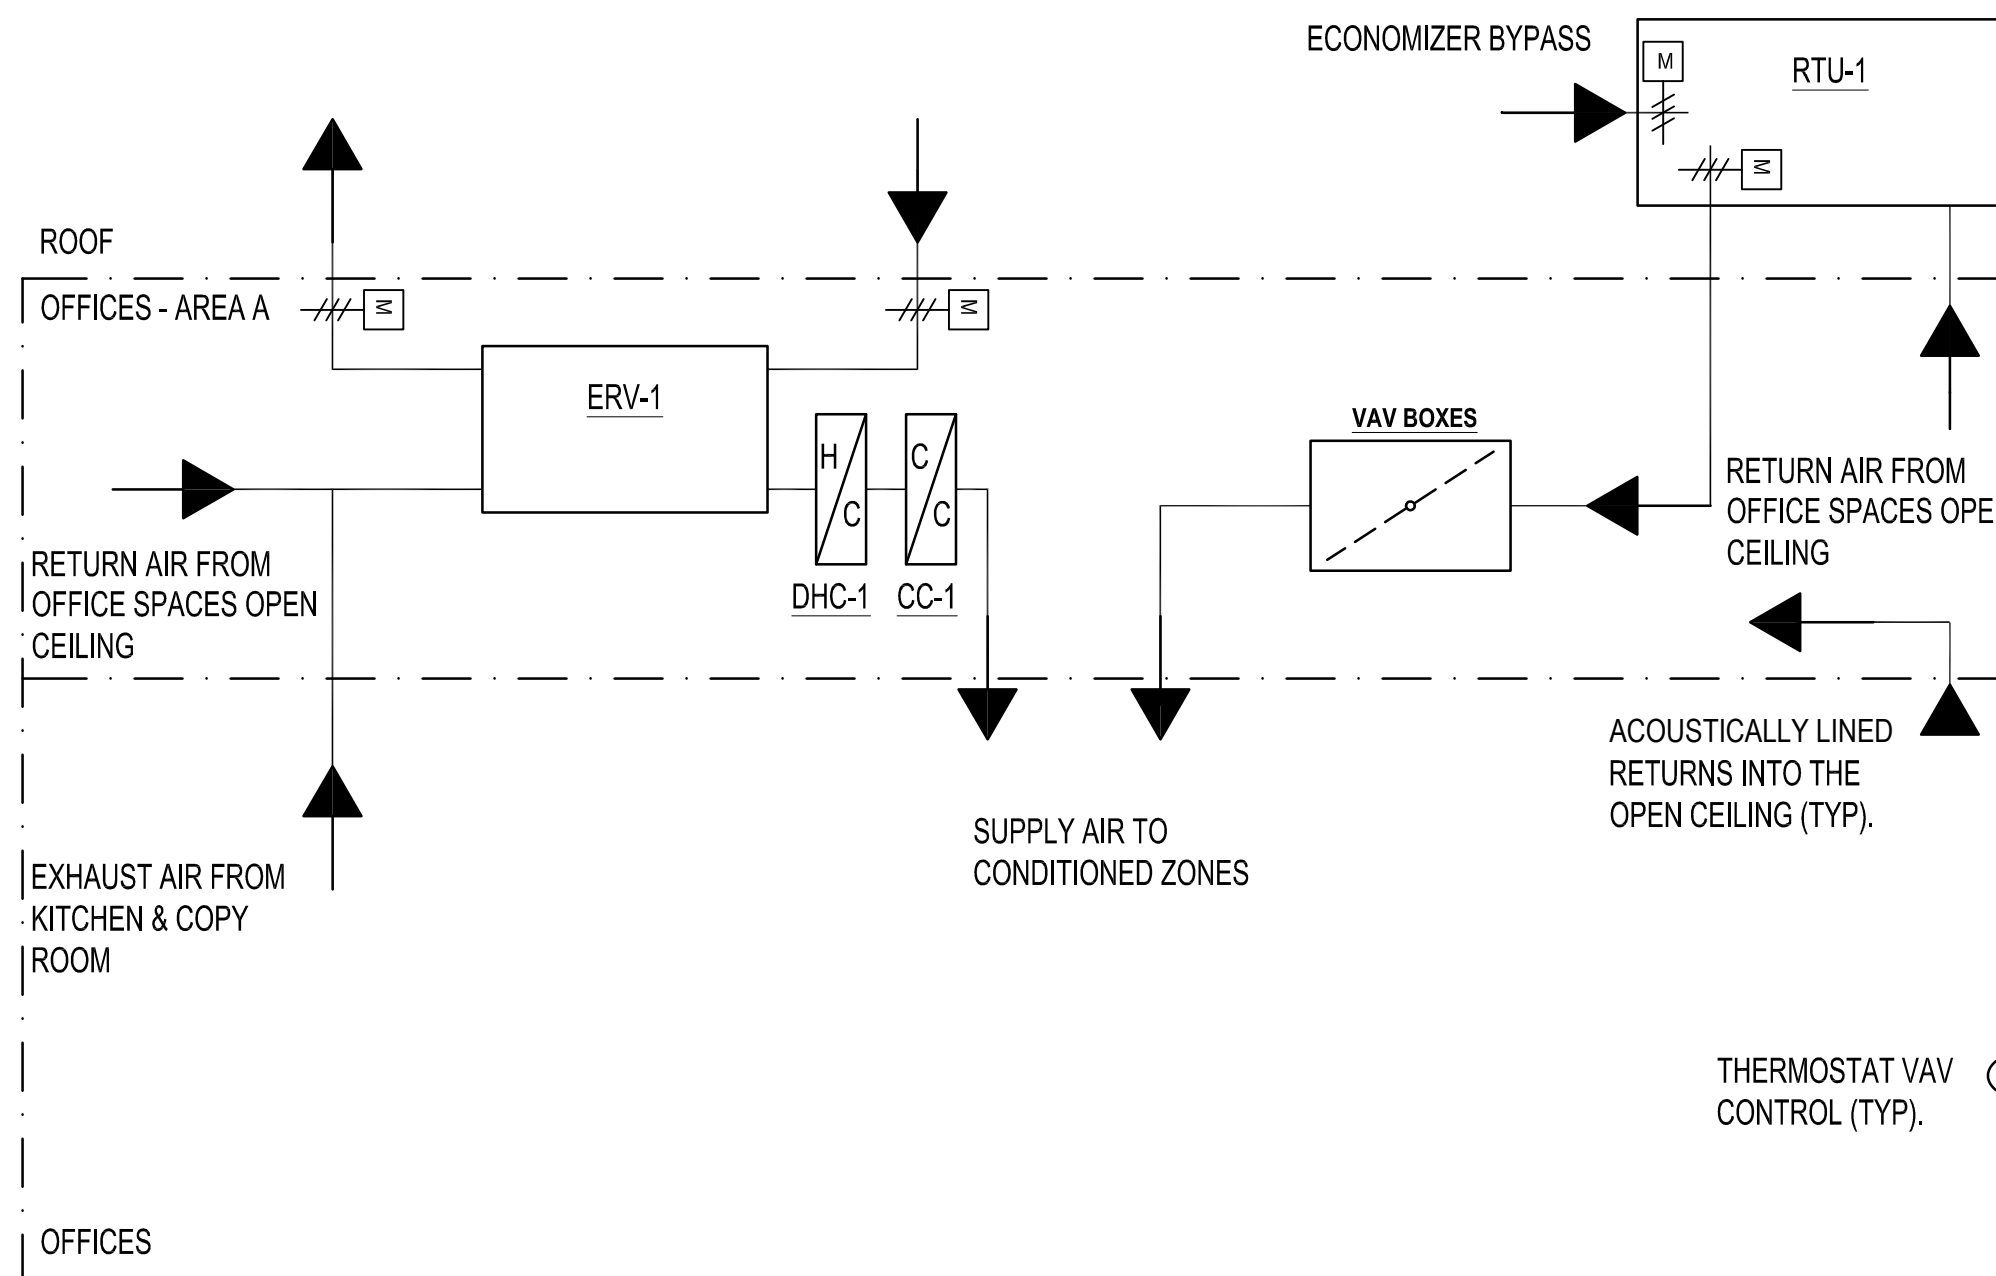 ECONOMIZER BYPASS
M
RTU-1
M
ROOF
OFFICES - AREA A
M
M
ERV-1
VAV BOXES
H
C
C
C
RETURN AIR FROM
OFFICE SPACES OPE
CEILING
RETURN AIR FROM
OFFICE SPACES OPEN
CEILING
DHC-1
CC-1
ACOUSTICALLY LINED
RETURNS INTO THE
OPEN CEILING (TYP).
SUPPLY AIR TO
CONDITIONED ZONES
EXHAUST AIR FROM
KITCHEN & COPY
ROOM
THERMOSTAT VAV
CONTROL (TYP).
OFFICES